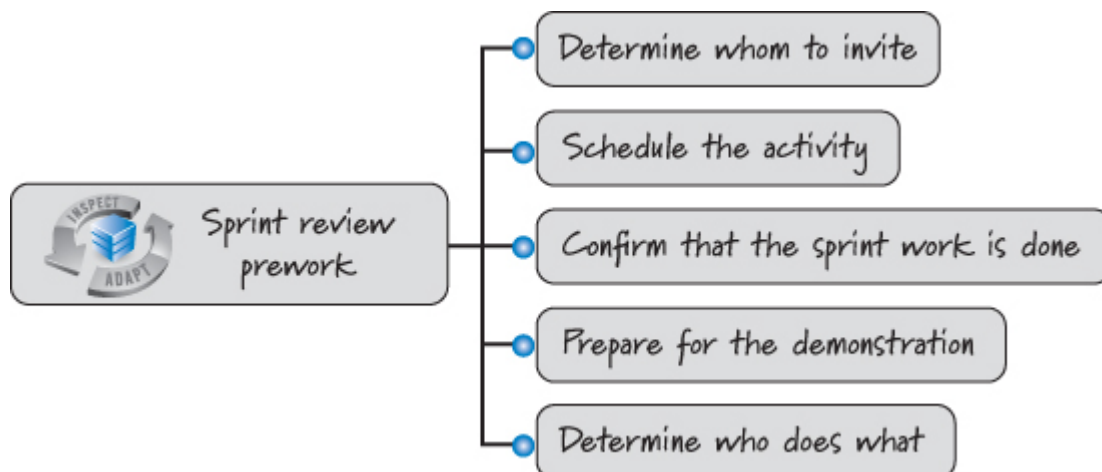 Determine whom to invite
Schedule the activity
INSPECT
Sprint review
prework
ADAPT
Confirm that the sprint work is done
Prepare for the demonstration
Determine who does what